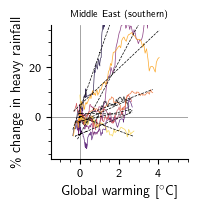 Middle East (southern)
% change in heavy rainfall
20
0
0
2
4
Global warming [°C]